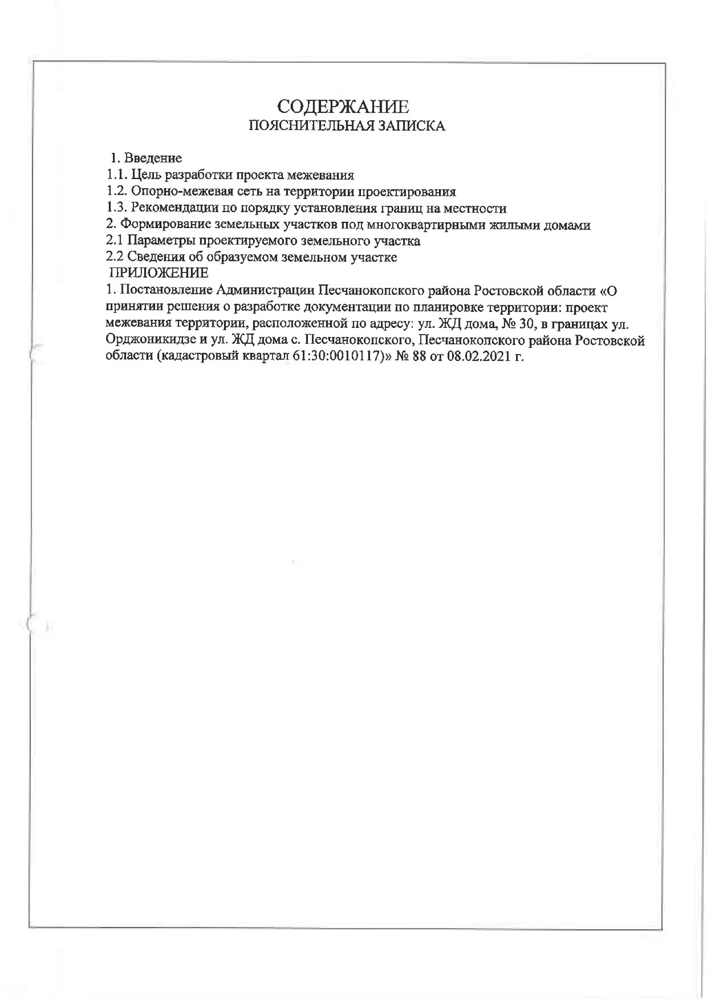 СОДЕРЖАНИЕ
ПОЯСНИТЕЛЬНАЯ ЗАПИСКА
1. Введение
1.1. Цель разработки проекта межевания
1.2. Опорно-межевая сеть на территории проектирования
1.3. Рекомендации по порядку установления границ на местности
2. Формирование земельных участков под многоквартирными жилыми домами
2.1 Параметры проектируемого земельного участка
2.2 Сведения об образуемом земельном участке
ПРИЛОЖЕНИЕ
1. Постановление Администрации Песчанокопского района Ростовской области «О
принятии решения о разработке документации по планировке территории: проект
межевания территории, расположенной по адресу: ул. ЖД дома, № 30, в границах ул.
Орджоникидзе и ул. ЖД дома с. Песчанокопского, Песчанокопского района Ростовской
области (кадастровый квартал 61:30:0010117)» № 88 от 08.02.2021 г.